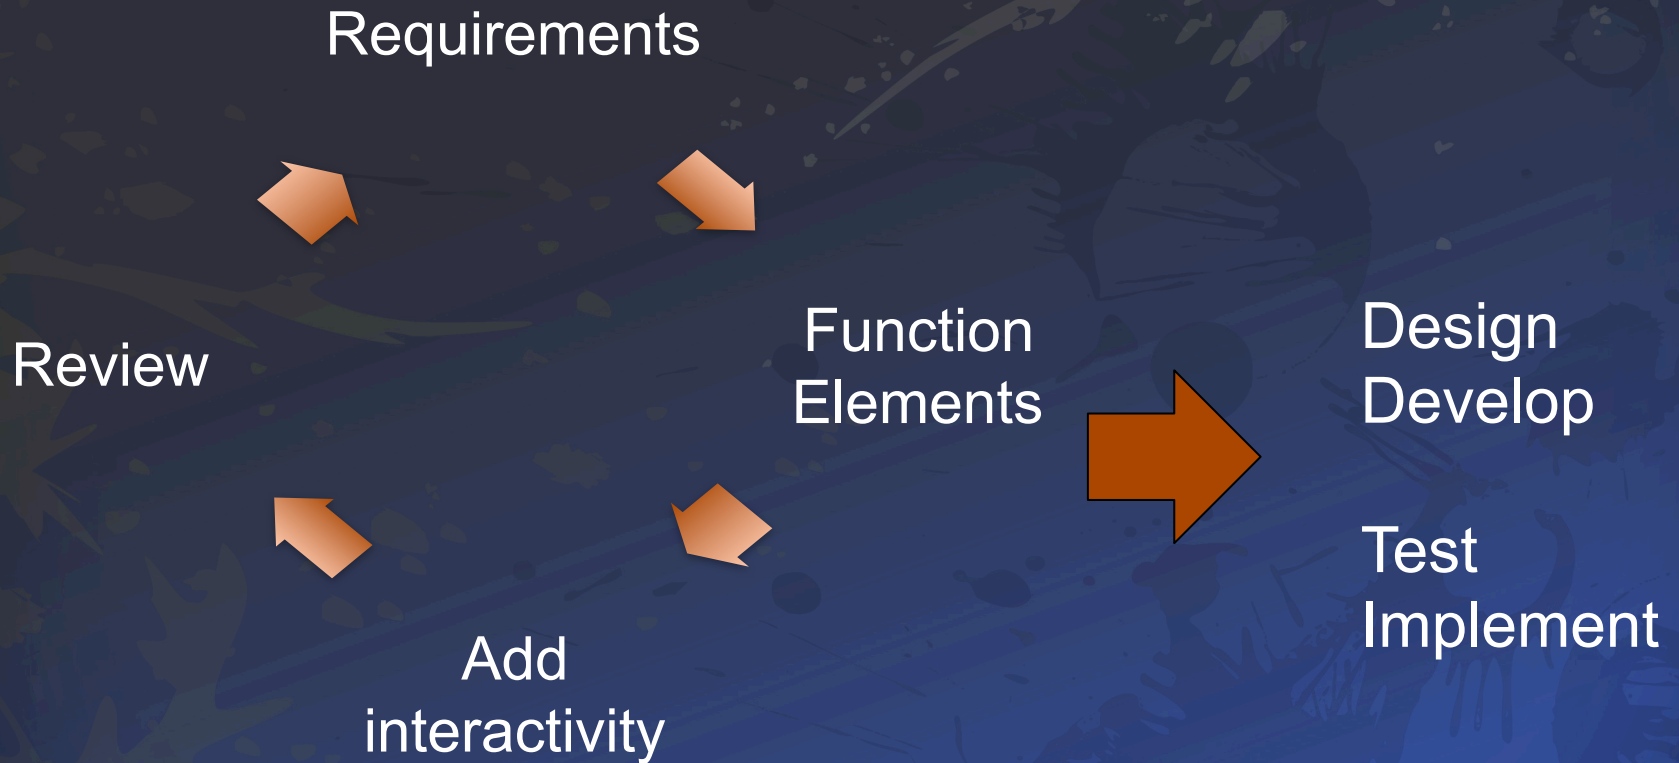 Requirements
Function
Elements
Add
interactivity
Review
Design
Develop
Test
Implement